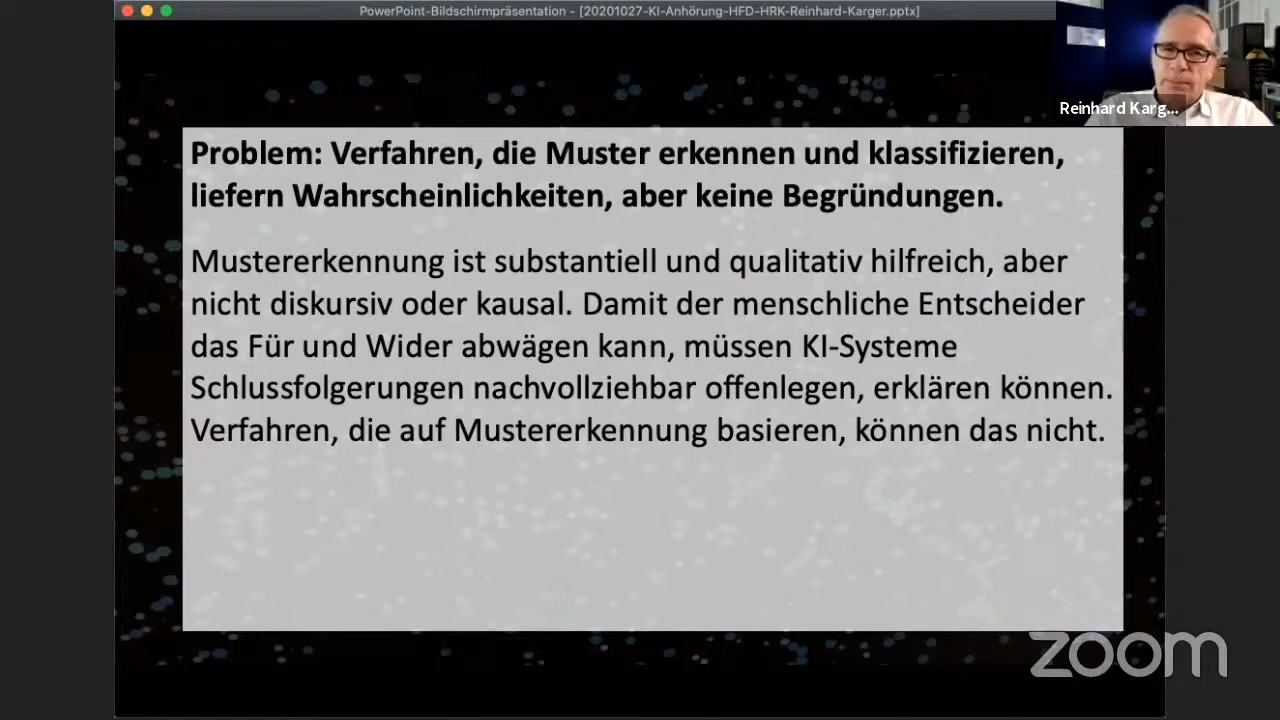 PowerPoint-Bildschirmpräsentation - [20201027-KI-Anhörung-HFD-HRK-Reinhard-Karger.pptx]
Reinhard Karg...
Problem: Verfahren, die Muster erkennen und klassifizieren,
liefern Wahrscheinlichkeiten, aber keine Begründungen.
Mustererkennung ist substantiell und qualitativ hilfreich, aber
nicht diskursiv oder kausal. Damit der menschliche Entscheider
das Für und Wider abwägen kann, müssen KI-Systeme
Schlussfolgerungen nachvollziehbar offenlegen, erklären können.
Verfahren, die auf Mustererkennung basieren, können das nicht.
zoom